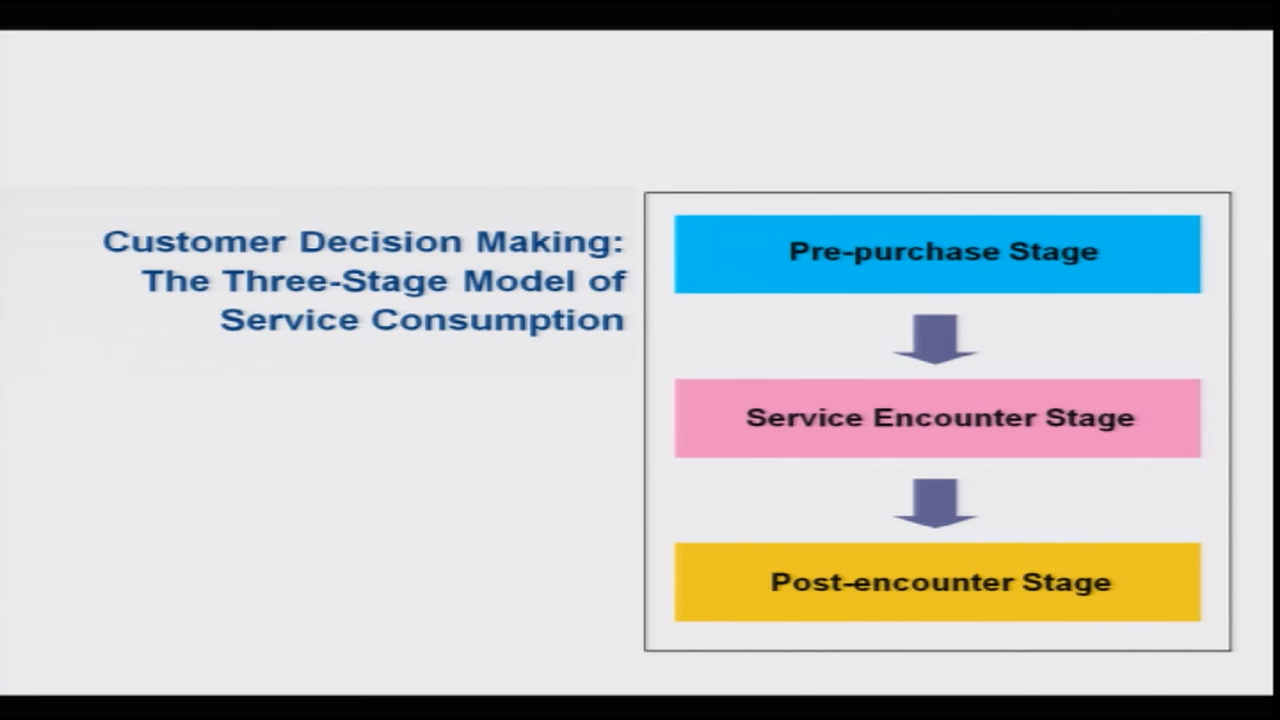 Customer Decision Making:
The Three-Stage Model of
Service Consumption
Pre-purchase Stage
Service Encounter Stage
Post-encounter Stage